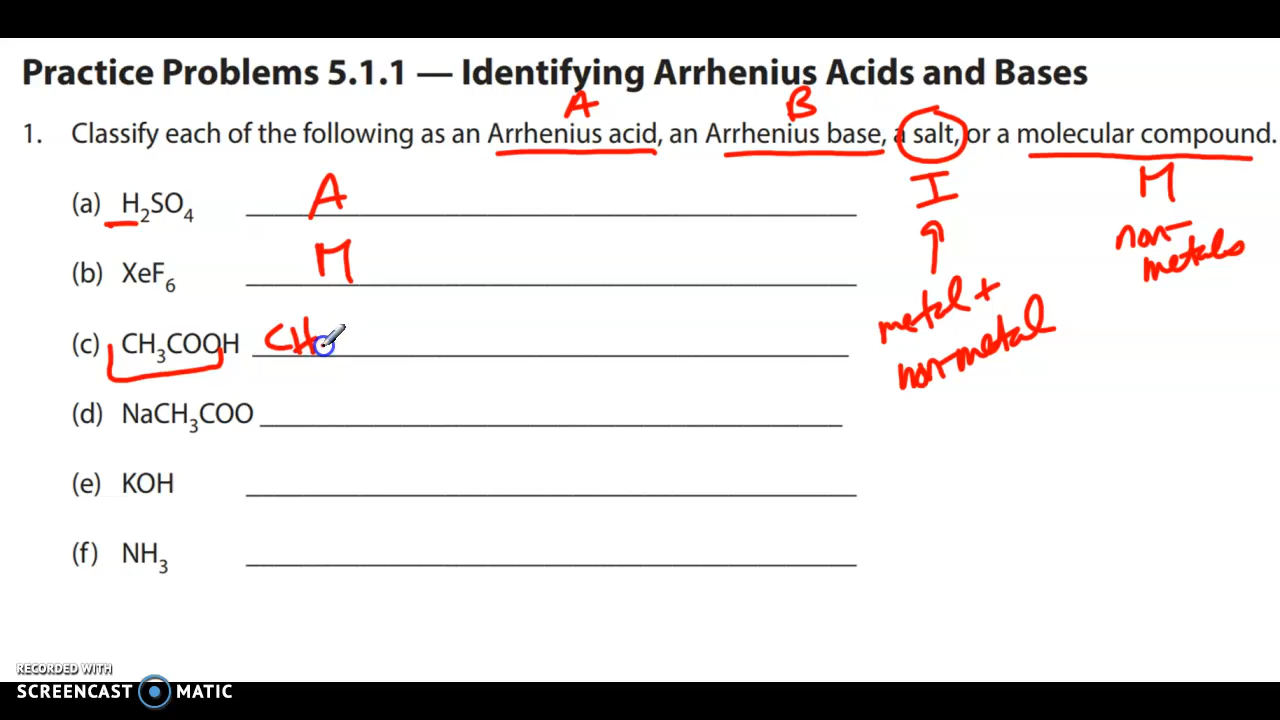 Practice Problems 5.1.1 — Identifying Arrhenius Acids and Bases
A B
1. Classify each of the following as an Arrhenius acid, an Arrhenius base, a salt, or a molecular compound.
(a) H₂SO₄ A
I
M
(b) XeF₆ M
non-
metals
metal +
non-metal
(c) CH₃COOH CH
(d) NaCH₃COO
(e) KOH
(f) NH₃
RECORDED WITH
SCREENCAST MATIC